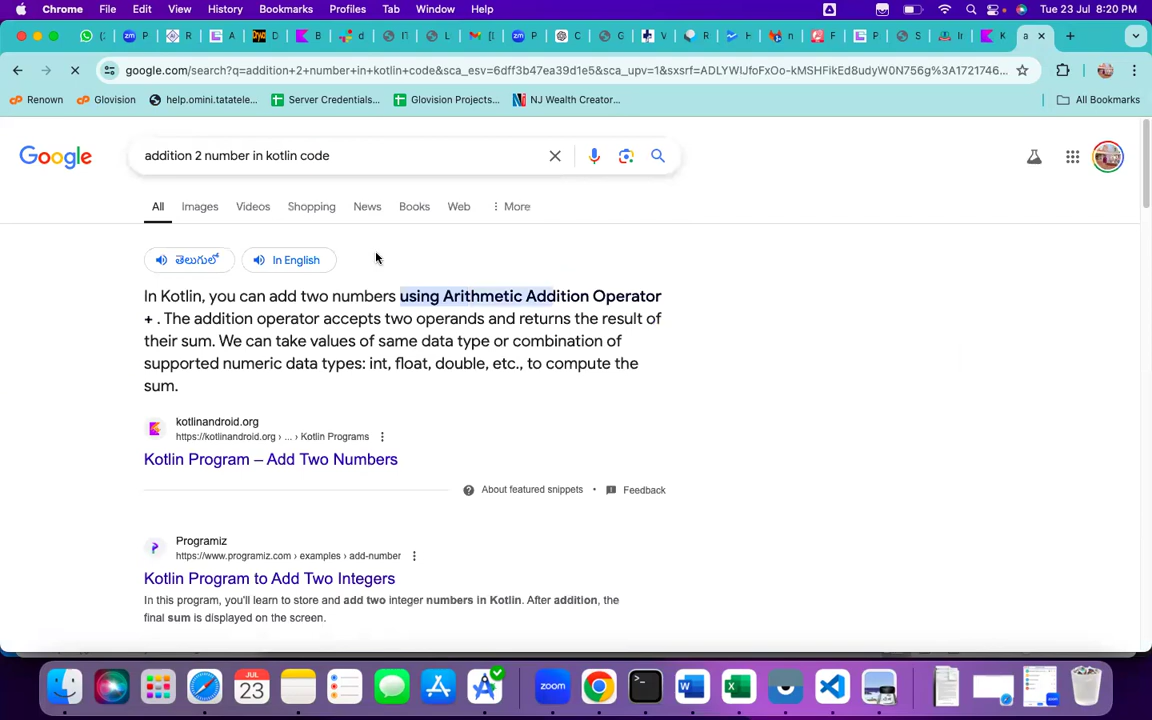 Chrome File Edit View History Bookmarks Profiles Tab Window Help Tue 23 Jul 8:20 PM
google.com/search?q=addition+2+number+in+kotlin+code&sca_esv=6dff3b47ea39d1e5&sca_upv=1&sxsrf=ADLYWIJfoFxOo-kMSHFikEd8udyW0N756g%3A1721746...
Renown Glovision help.omini.tatatele... Server Credentials... Glovision Projects... NJ Wealth Creator... All Bookmarks
Google addition 2 number in kotlin code
All Images Videos Shopping News Books Web More
తెలుగులో In English
In Kotlin, you can add two numbers using Arithmetic Addition Operator
+ . The addition operator accepts two operands and returns the result of
their sum. We can take values of same data type or combination of
supported numeric data types: int, float, double, etc., to compute the
sum.
kotlinandroid.org
https://kotlinandroid.org › ... › Kotlin Programs
Kotlin Program – Add Two Numbers
About featured snippets • Feedback
Programiz
https://www.programiz.com › examples › add-number
Kotlin Program to Add Two Integers
In this program, you'll learn to store and add two integer numbers in Kotlin. After addition, the
final sum is displayed on the screen.
JUL
23
zoom